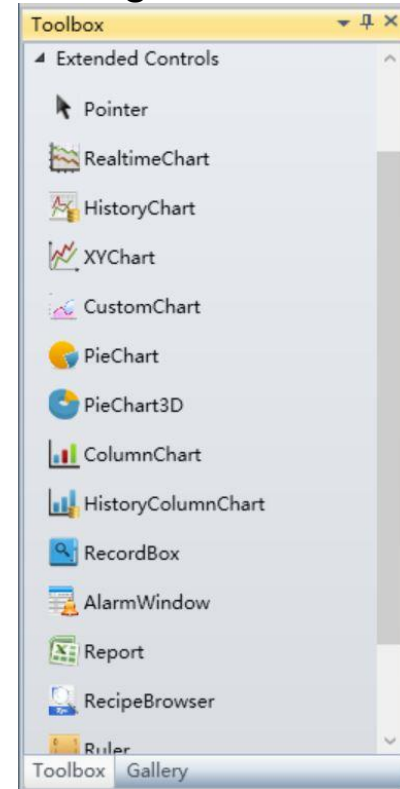 Toolbox
Extended Controls
Pointer
RealtimeChart
HistoryChart
XYChart
CustomChart
PieChart
PieChart3D
ColumnChart
HistoryColumnChart
RecordBox
AlarmWindow
Report
RecipeBrowser
Ruler
Toolbox Gallery